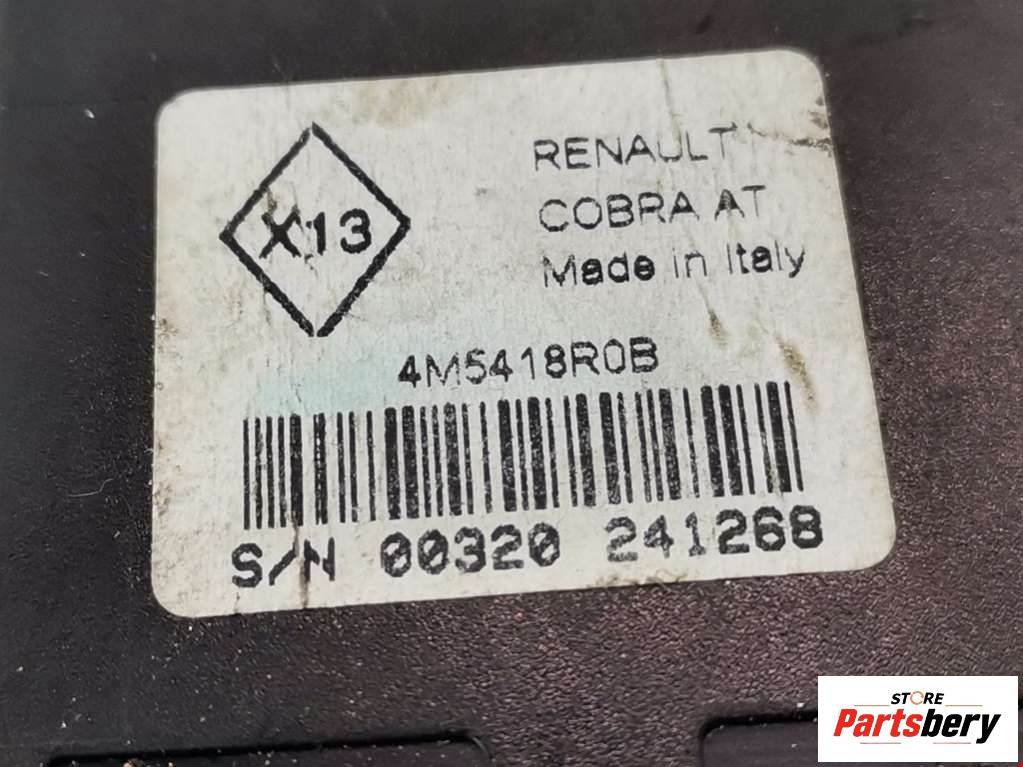 X13
RENAULT
COBRA AT
Made in Italy
4M5418R0B
S/N 00320 241268
STORE
Partsbery